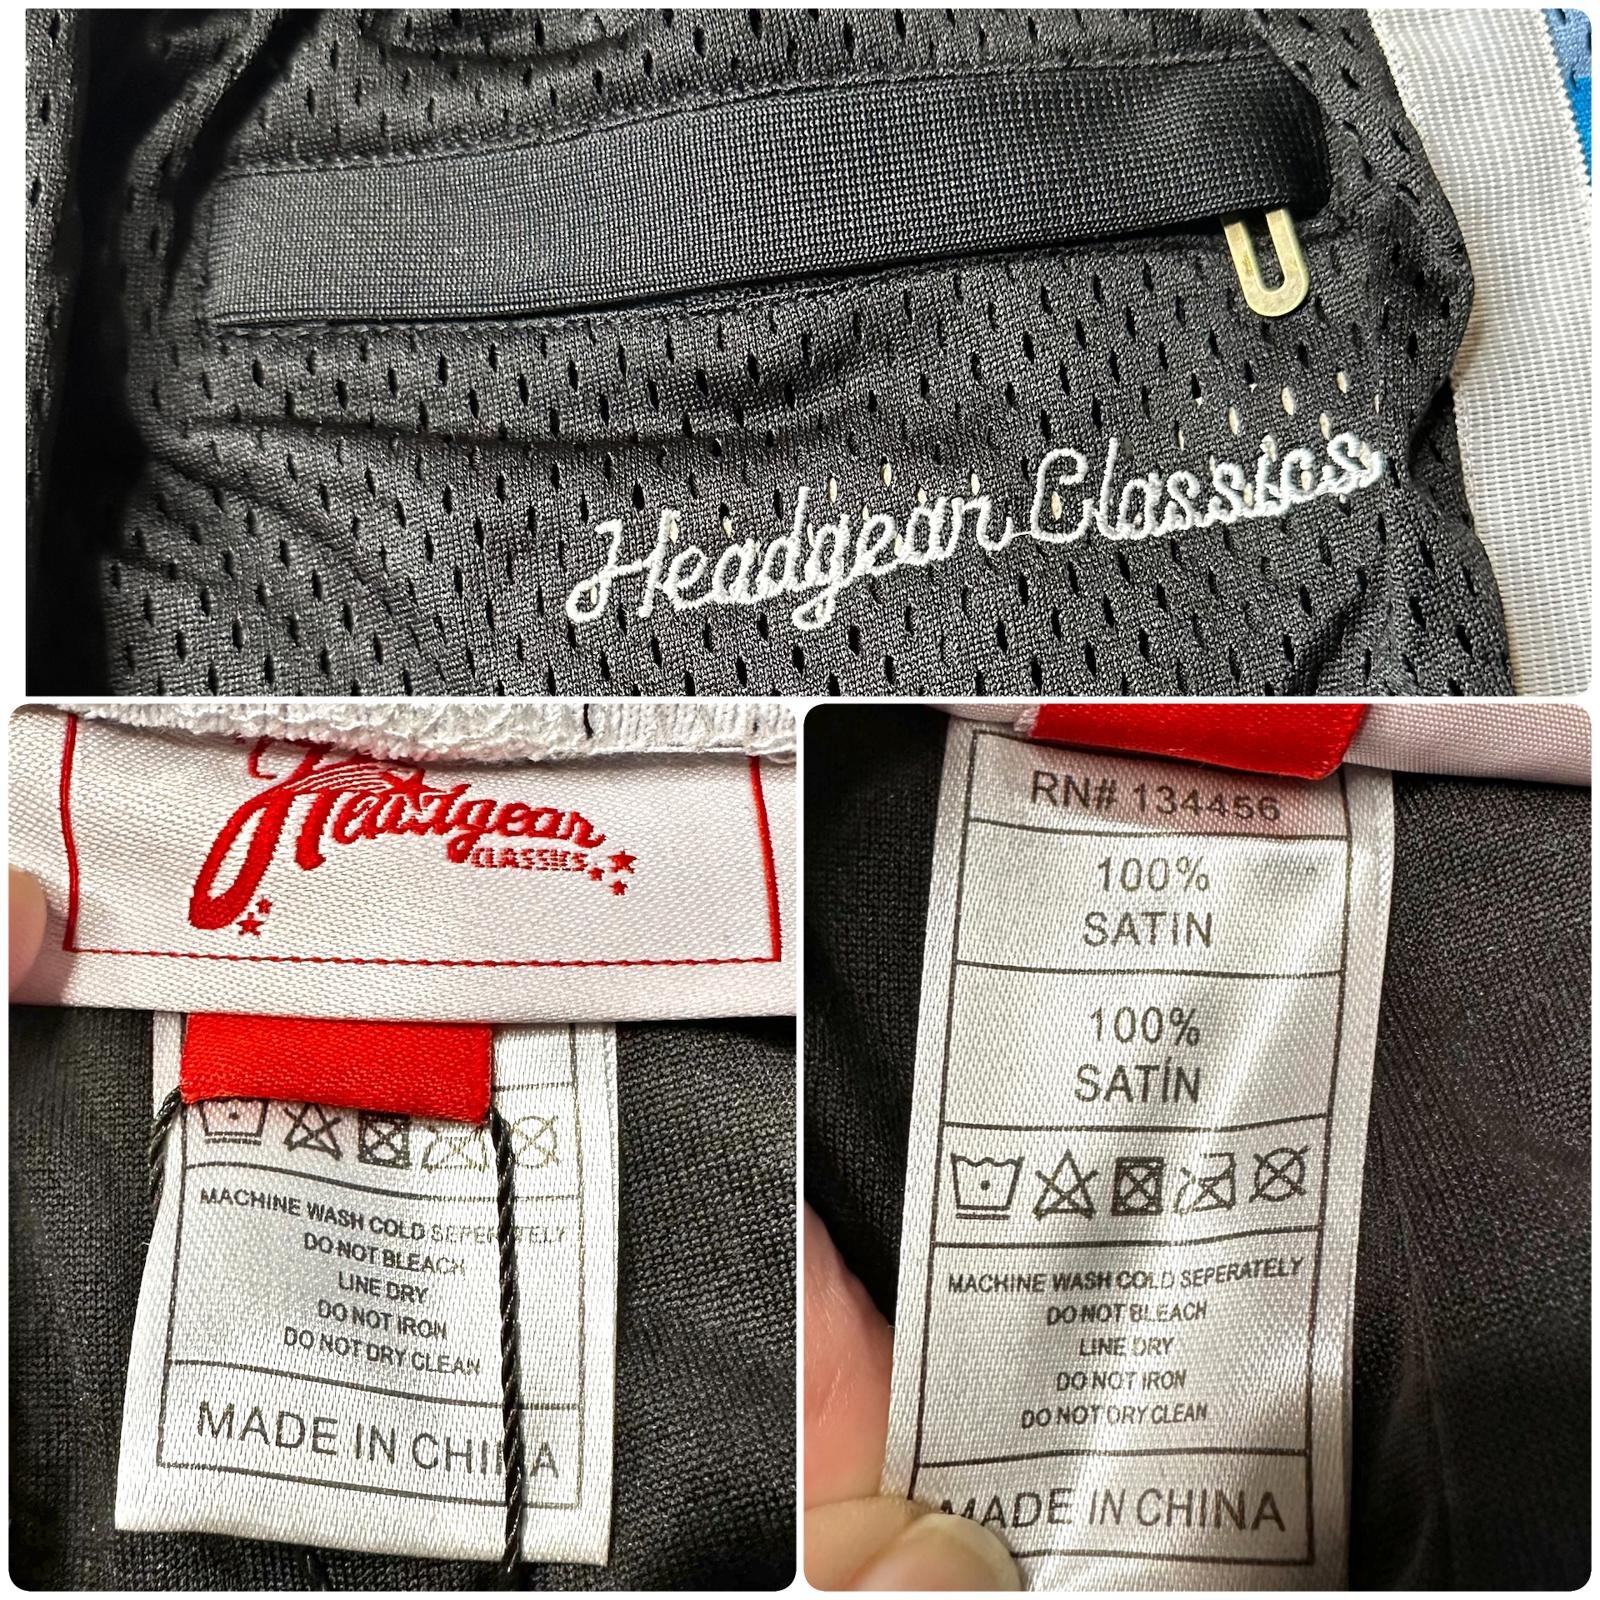 Headgear Classics
Headgear
CLASSICS
MACHINE WASH COLD SEPERATELY
DO NOT BLEACH
LINE DRY
DO NOT IRON
DO NOT DRY CLEAN
MADE IN CHINA
RN# 134456
100%
SATIN
100%
SATÍN
MACHINE WASH COLD SEPERATELY
DO NOT BLEACH
LINE DRY
DO NOT IRON
DO NOT DRY CLEAN
MADE IN CHINA